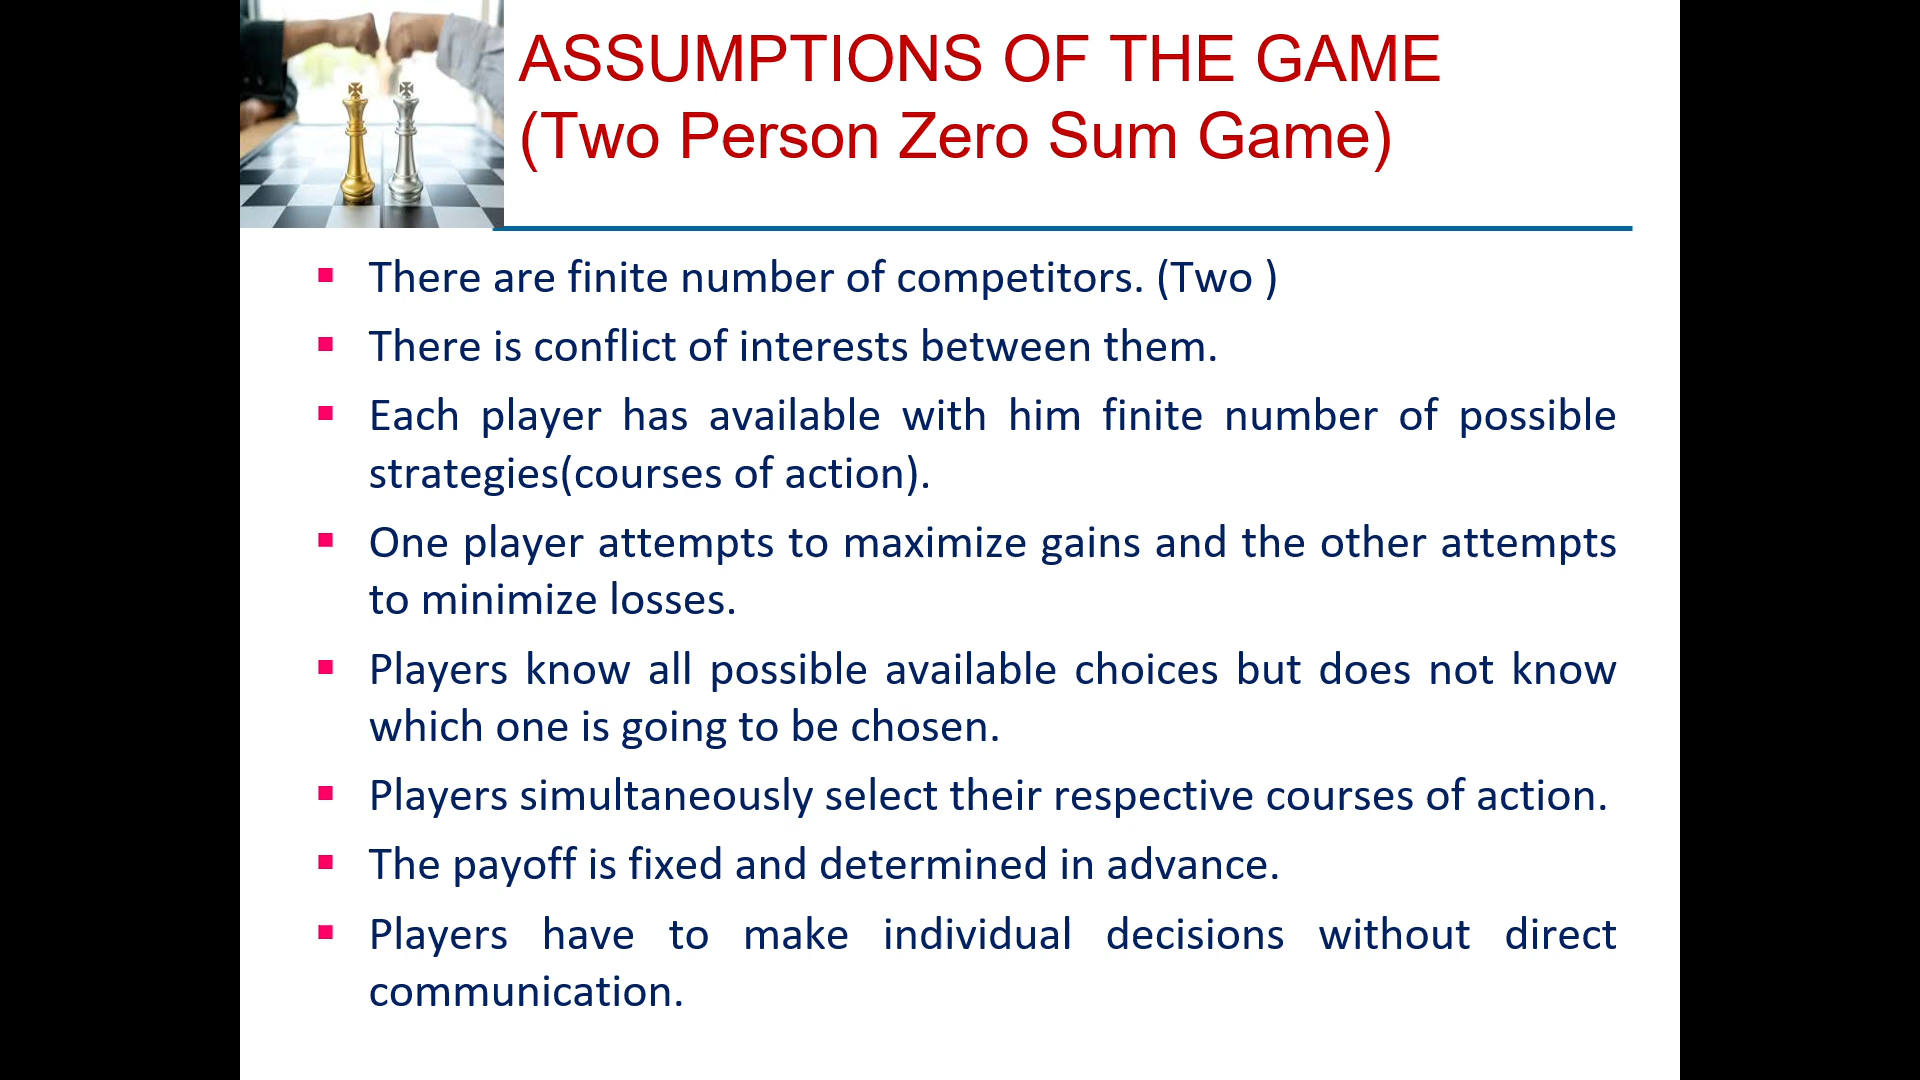 ASSUMPTIONS OF THE GAME
(Two Person Zero Sum Game)
There are finite number of competitors. (Two )
There is conflict of interests between them.
Each player has available with him finite number of possible
strategies(courses of action).
One player attempts to maximize gains and the other attempts
to minimize losses.
Players know all possible available choices but does not know
which one is going to be chosen.
Players simultaneously select their respective courses of action.
The payoff is fixed and determined in advance.
Players have to make individual decisions without direct
communication.